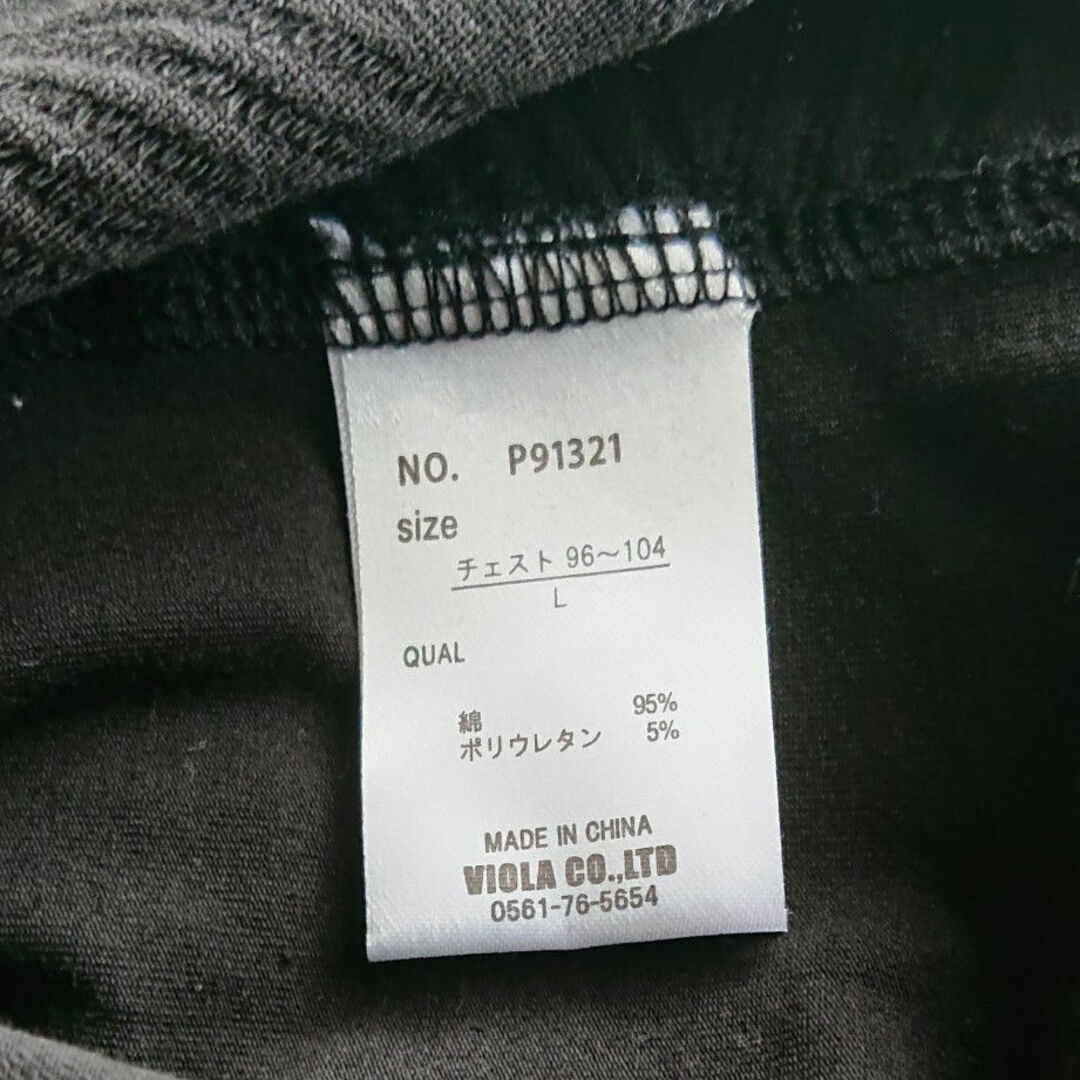 NO. P91321
size
チェスト 96〜104
L
QUAL
綿 95%
ポリウレタン 5%
MADE IN CHINA
VIOLA CO.,LTD
0561-76-5654